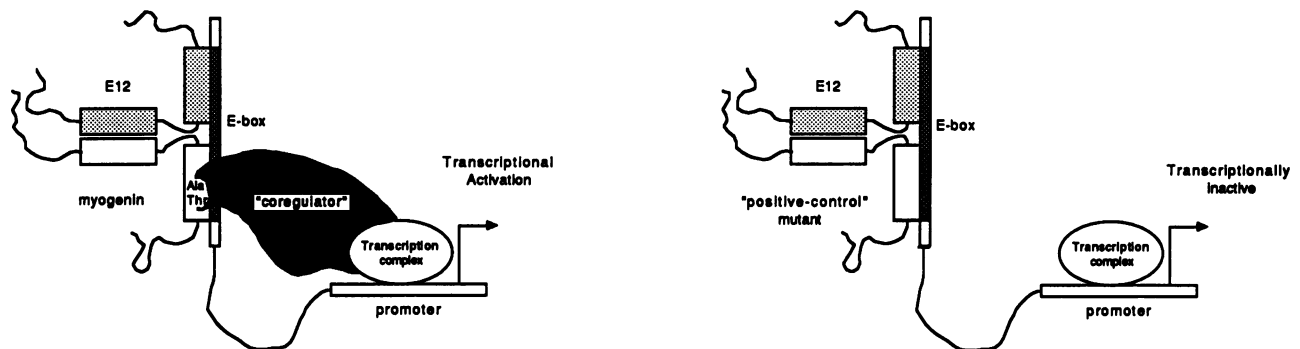 E12
E-box
Transcriptional
Activation
myogenin
Ala
Thr
"coregulator"
Transcription
complex
promoter
E12
E-box
Transcriptionally
inactive
"positive-control"
mutant
Transcription
complex
promoter